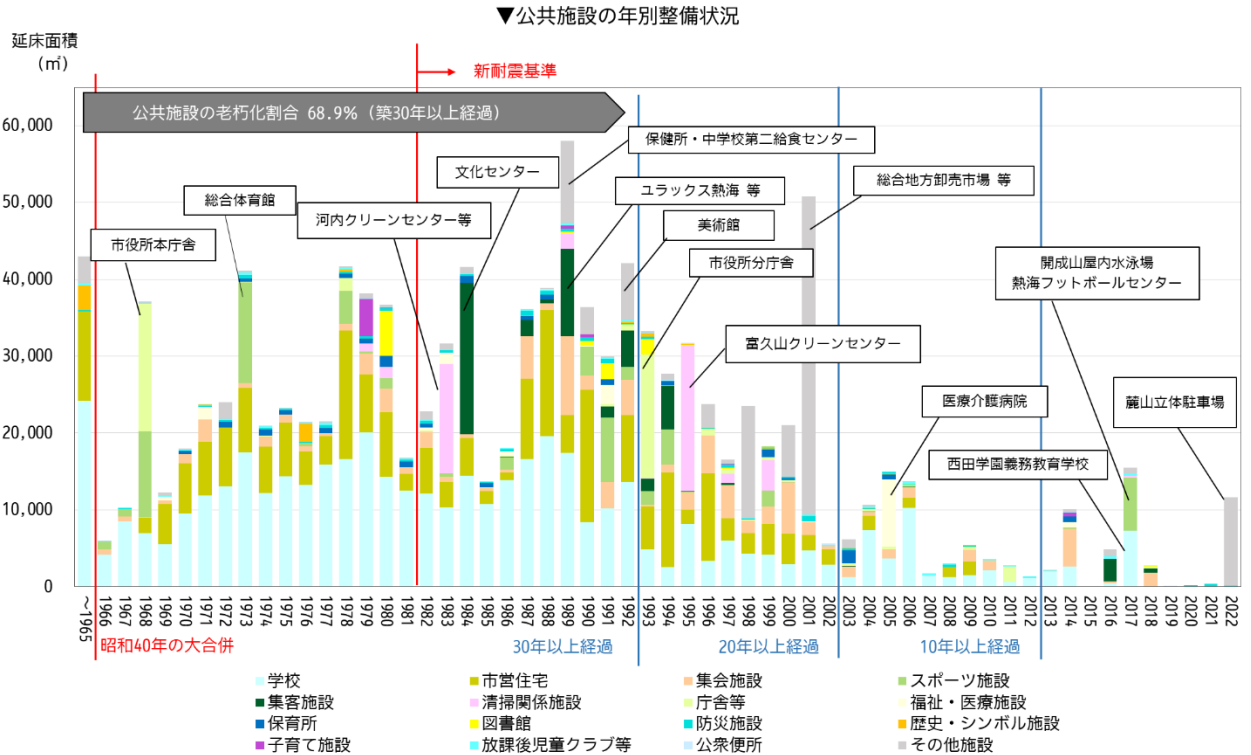 ▼公共施設の年別整備状況
延床面積
（㎡）
新耐震基準
公共施設の老朽化割合 68.9%（築30年以上経過）
60,000
50,000
40,000
30,000
20,000
10,000
0
保健所・中学校第二給食センター
文化センター
総合地方卸売市場 等
ユラックス熱海 等
総合体育館
河内クリーンセンター等
美術館
市役所本庁舎
市役所分庁舎
開成山屋内水泳場
熱海フットボールセンター
富久山クリーンセンター
医療介護病院
麓山立体駐車場
西田学園義務教育学校
～1965 1966 1967 1968 1969 1970 1971 1972 1973 1974 1975 1976 1977 1978 1979 1980 1981 1982 1983 1984 1985 1986 1987 1988 1989 1990 1991 1992 1993 1994 1995 1996 1997 1998 1999 2000 2001 2002 2003 2004 2005 2006 2007 2008 2009 2010 2011 2012 2013 2014 2015 2016 2017 2018 2019 2020 2021 2022
昭和40年の大合併 30年以上経過 20年以上経過 10年以上経過
学校 市営住宅 集会施設 スポーツ施設
集客施設 清掃関係施設 庁舎等 福祉・医療施設
保育所 図書館 防災施設 歴史・シンボル施設
子育て施設 放課後児童クラブ等 公衆便所 その他施設